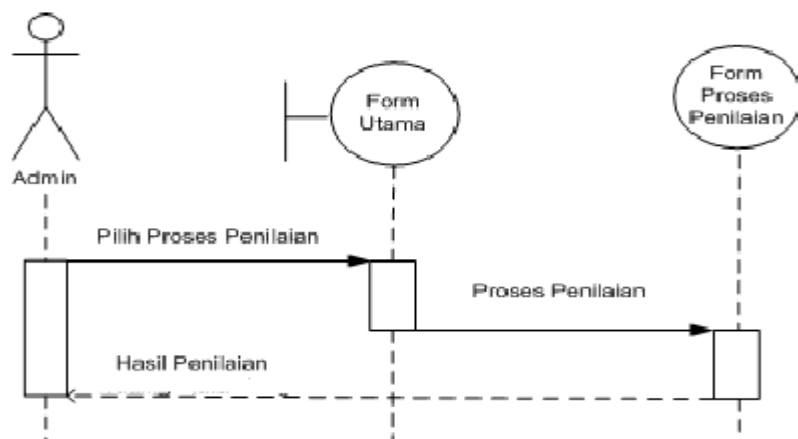 Form
Utama
Form
Proses
Penilaian
Admin
Pilih Proses Penilaian
Proses Penilaian
Hasil Penilaian